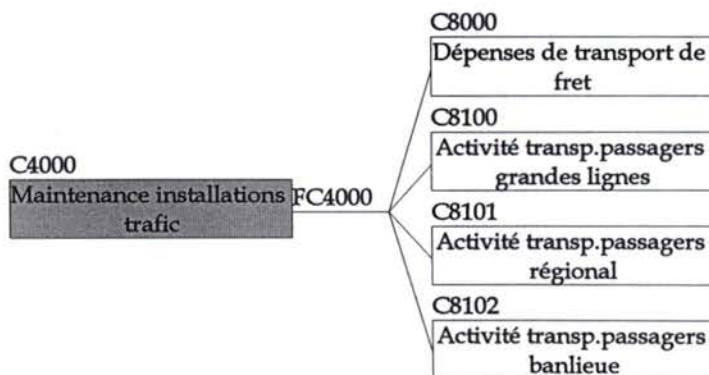 C8000
Dépenses de transport de
fret
C8100
Activité transp.passagers
grandes lignes
C4000
Maintenance installations
trafic
FC4000
C8101
Activité transp.passagers
régional
C8102
Activité transp.passagers
banlieue